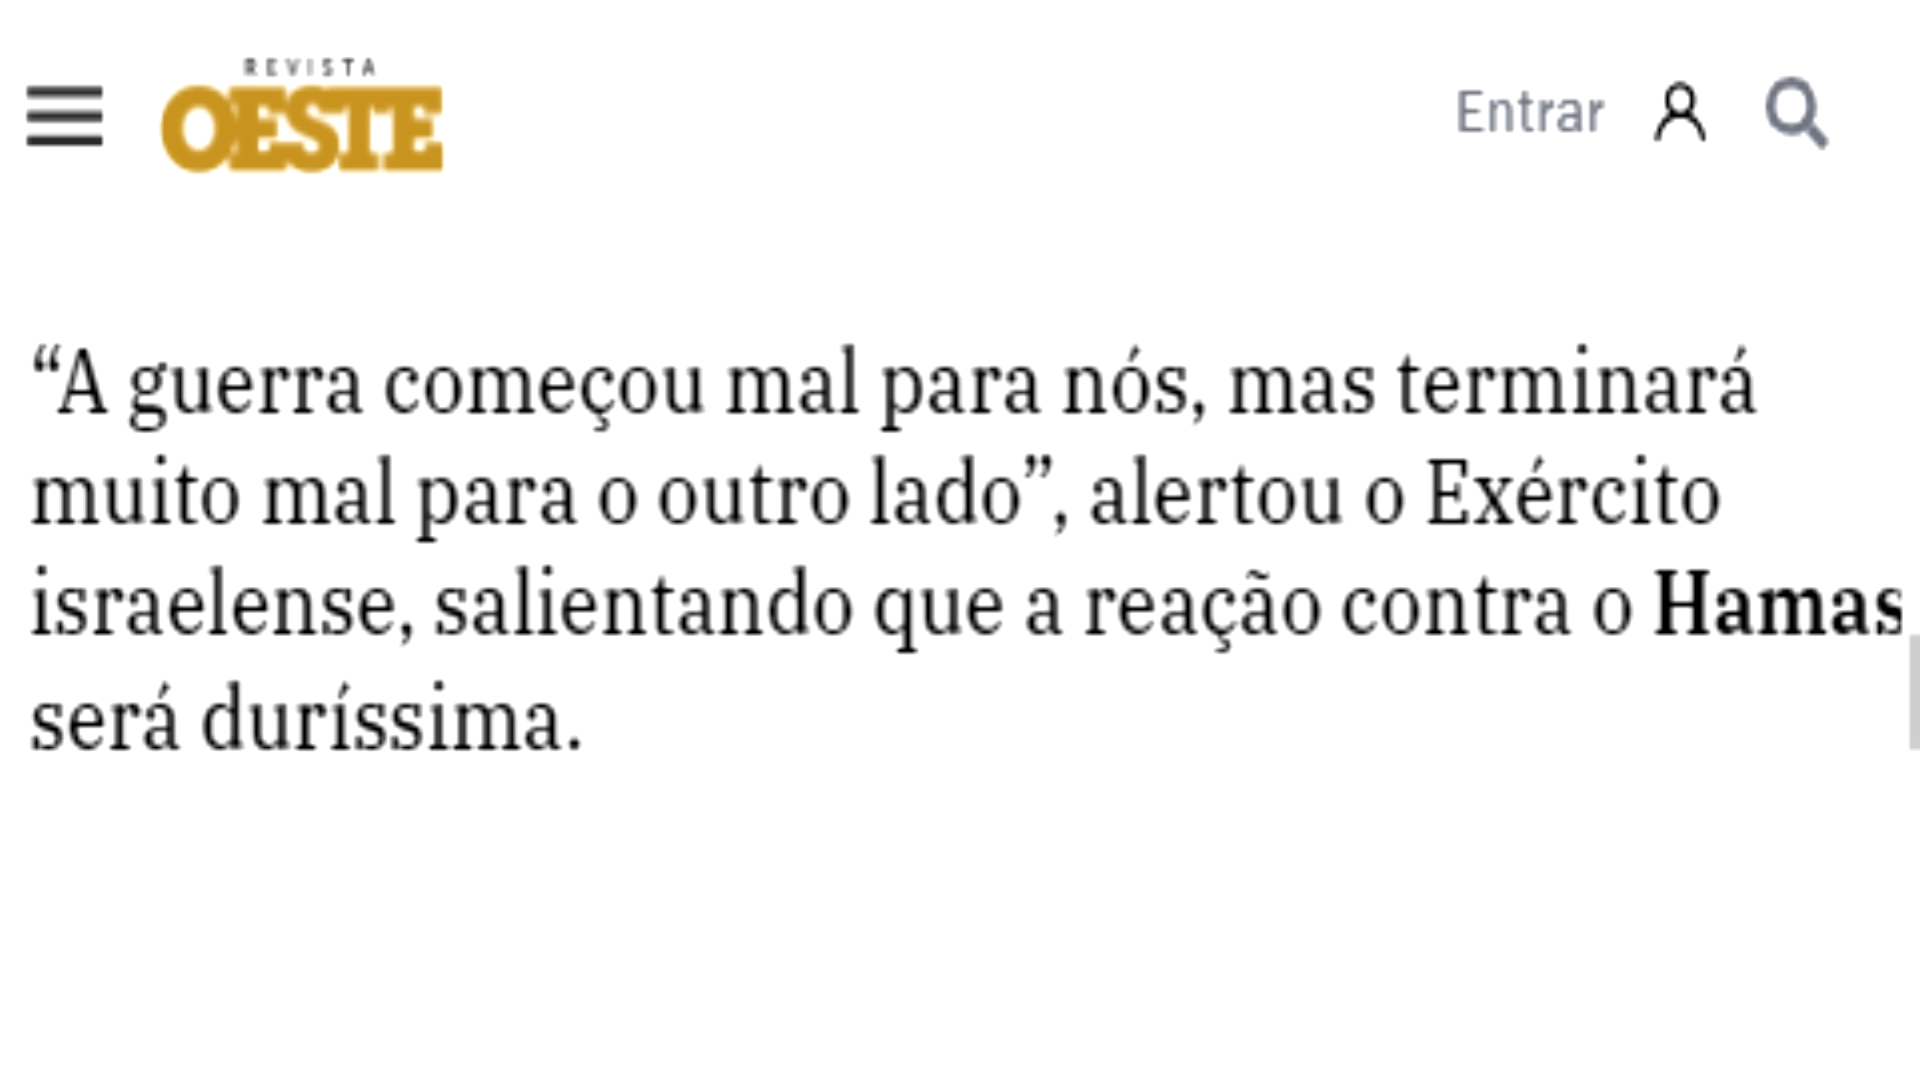 REVISTA
OESTE
Entrar
“A guerra começou mal para nós, mas terminará
muito mal para o outro lado”, alertou o Exército
israelense, salientando que a reação contra o Hamas
será duríssima.